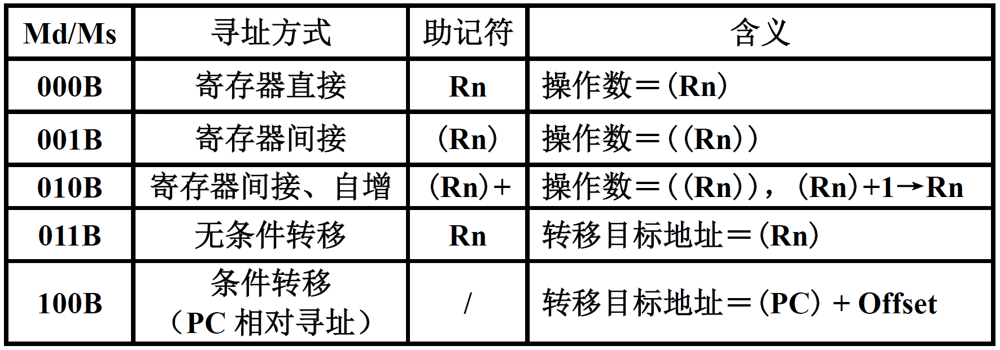 Md/Ms 寻址方式 助记符 含义
000B 寄存器直接 Rn 操作数＝(Rn)
001B 寄存器间接 (Rn) 操作数＝((Rn))
010B 寄存器间接、自增 (Rn)+ 操作数＝((Rn))，(Rn)+1→Rn
011B 无条件转移 Rn 转移目标地址＝(Rn)
100B 条件转移 / 转移目标地址＝(PC) + Offset
（PC 相对寻址）